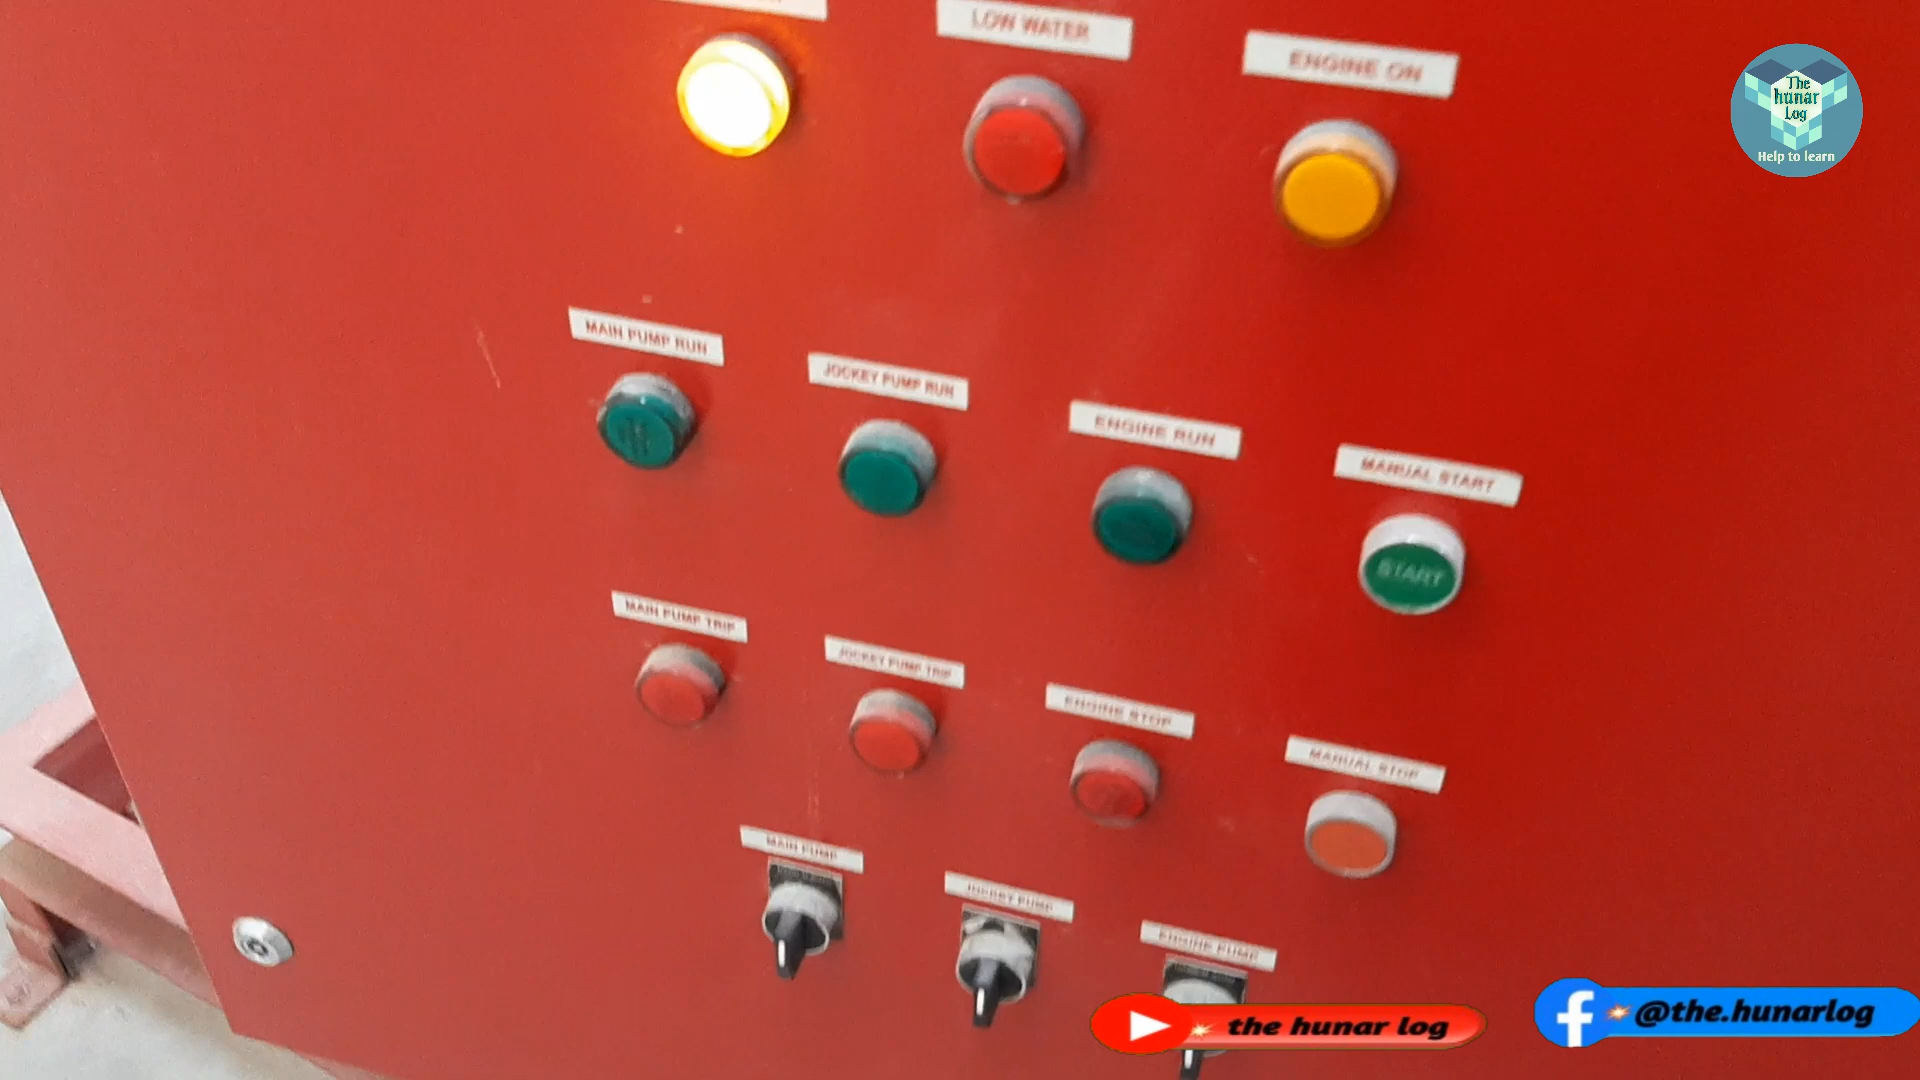 LOW WATER
ENGINE ON
The
hunar
Log
Help to learn
MAIN PUMP RUN
JOCKEY PUMP RUN
ENGINE RUN
MANUAL START
START
MAIN PUMP TRIP
JOCKEY PUMP TRIP
ENGINE STOP
MANUAL STOP
MAIN PUMP
JOCKEY PUMP
ENGINE PUMP
the hunar log
@the.hunarlog